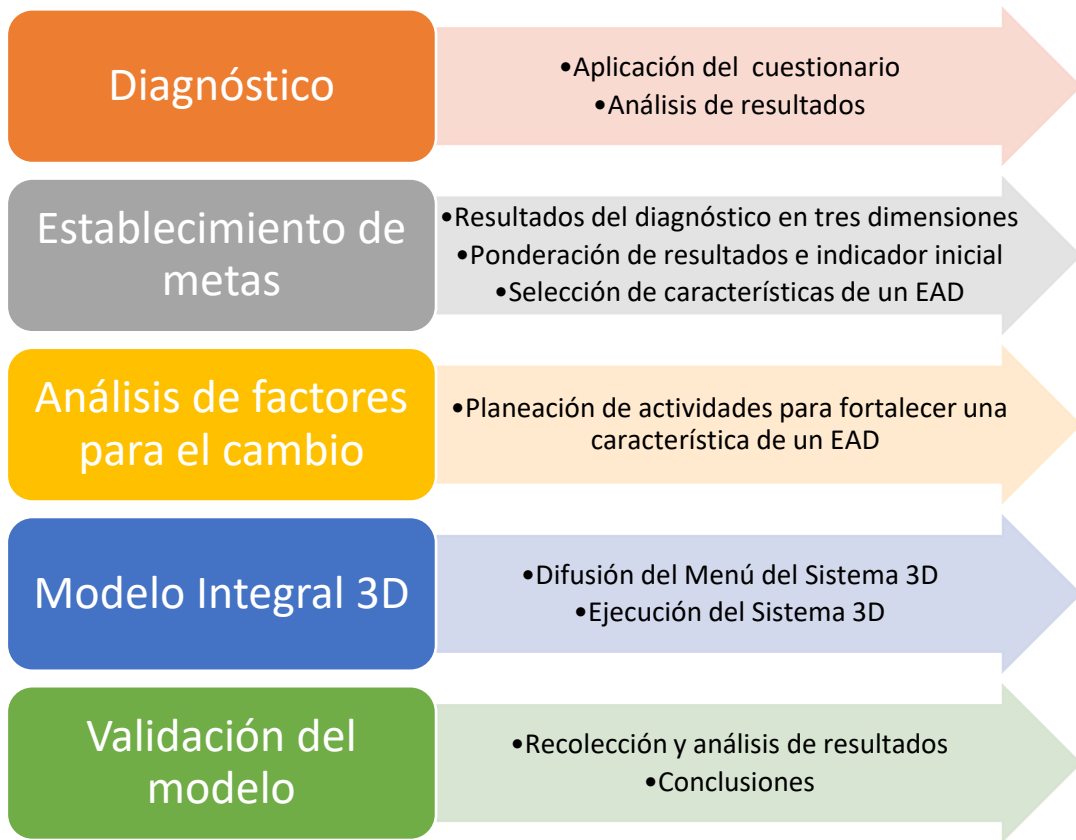 Diagnóstico
•Aplicación del cuestionario
•Análisis de resultados
Establecimiento de
metas
•Resultados del diagnóstico en tres dimensiones
•Ponderación de resultados e indicador inicial
•Selección de características de un EAD
Análisis de factores
para el cambio
•Planeación de actividades para fortalecer una
característica de un EAD
Modelo Integral 3D
•Difusión del Menú del Sistema 3D
•Ejecución del Sistema 3D
Validación del
modelo
•Recolección y análisis de resultados
•Conclusiones